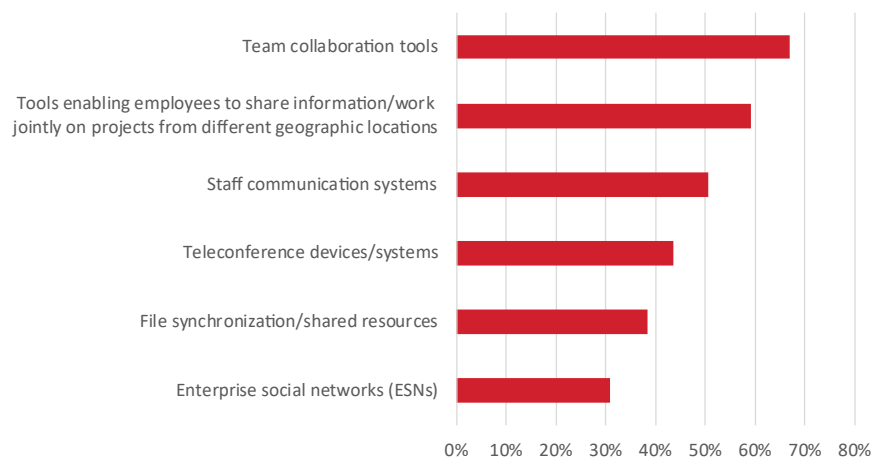 Team collaboration tools
Tools enabling employees to share information/work
jointly on projects from different geographic locations
Staff communication systems
Teleconference devices/systems
File synchronization/shared resources
Enterprise social networks (ESNs)
0% 10% 20% 30% 40% 50% 60% 70% 80%